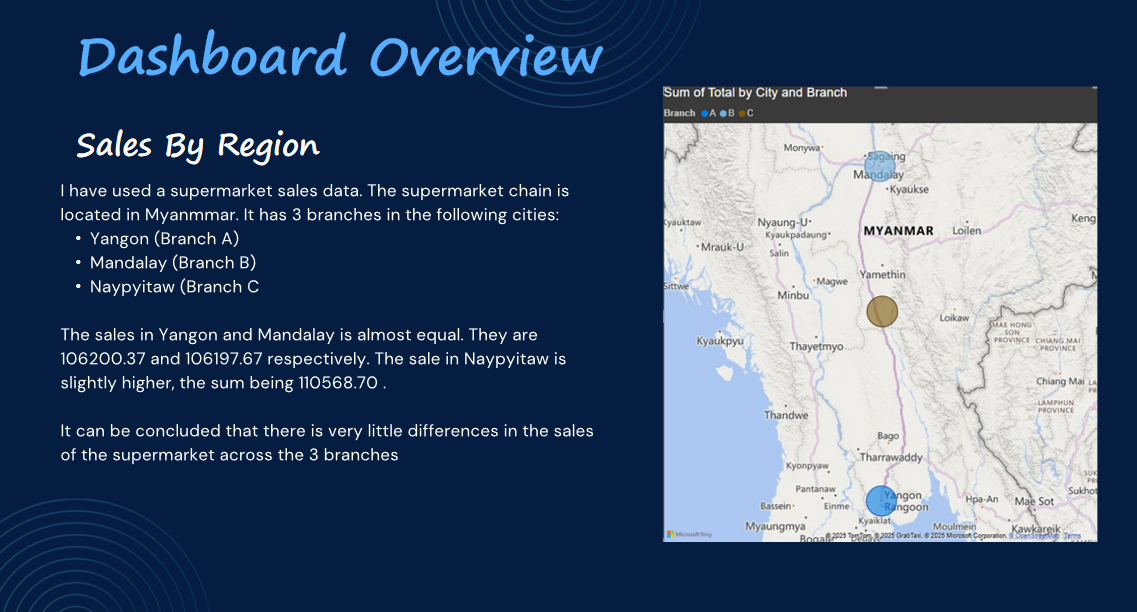 Dashboard Overview
Sales By Region
I have used a supermarket sales data. The supermarket chain is
located in Myanmmar. It has 3 branches in the following cities:
• Yangon (Branch A)
• Mandalay (Branch B)
• Naypyitaw (Branch C
The sales in Yangon and Mandalay is almost equal. They are
106200.37 and 106197.67 respectively. The sale in Naypyitaw is
slightly higher, the sum being 110568.70 .
It can be concluded that there is very little differences in the sales
of the supermarket across the 3 branches
Sum of Total by City and Branch
Branch A B C
Monywa
Sagaing
Mandalay
Kyaukse
Kyauktaw
Nyaung-U
Keng
Kyaukpadaung
MYANMAR
Loilen
Mrauk-U
Salin
Yamethin
Sittwe
Magwe
Minbu
Loikaw
MAE HONG
SON
PROVINCE
CHIANG MAI
PROVINCE
Kyaukpyu
Thayetmyo
Chiang Mai
LA
LAMPHUN
PROVINCE
Thandwe
Bago
Tharrawaddy
Kyonpyaw
SUK
PRO
Pantanaw
Yangon
Rangoon
Hpa-An
Mae Sot
Sukhot
Bassein
Einme
Kyaiklat
Myaungmya
Moulmein
Kawkareik
Bogale
Microsoft Bing
© 2025 TomTom, © 2025 GrabTaxi, © 2025 Microsoft Corporation, © OpenStreetMap Terms